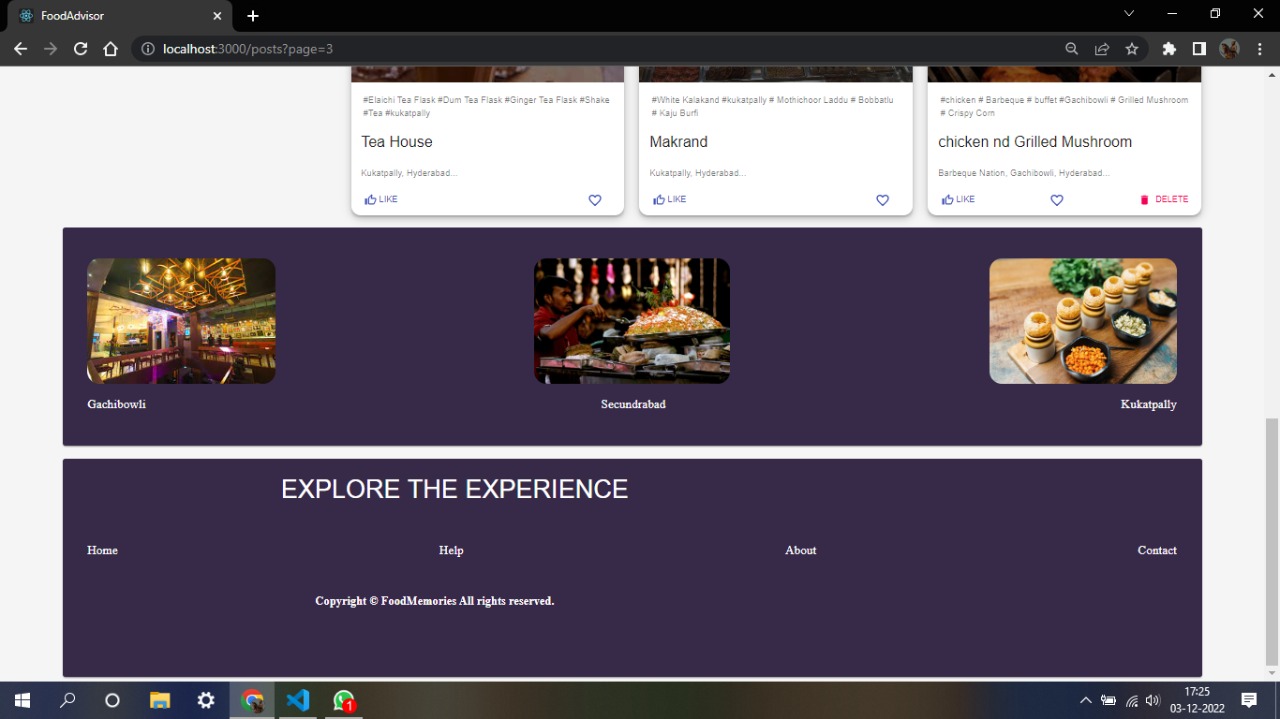 FoodAdvisor
localhost:3000/posts?page=3
#Elaichi Tea Flask #Dum Tea Flask #Ginger Tea Flask #Shake
#Tea #kukatpally
Tea House
Kukatpally, Hyderabad...
LIKE
#White Kalakand #kukatpally # Mothichoor Laddu # Bobbatlu
# Kaju Burfi
Makrand
Kukatpally, Hyderabad...
LIKE
#chicken # Barbeque # buffet #Gachibowli # Grilled Mushroom
# Crispy Corn
chicken nd Grilled Mushroom
Barbeque Nation, Gachibowli, Hyderabad...
LIKE DELETE
Gachibowli
Secundrabad
Kukatpally
EXPLORE THE EXPERIENCE
Home Help About Contact
Copyright © FoodMemories All rights reserved.
1
17:25
03-12-2022